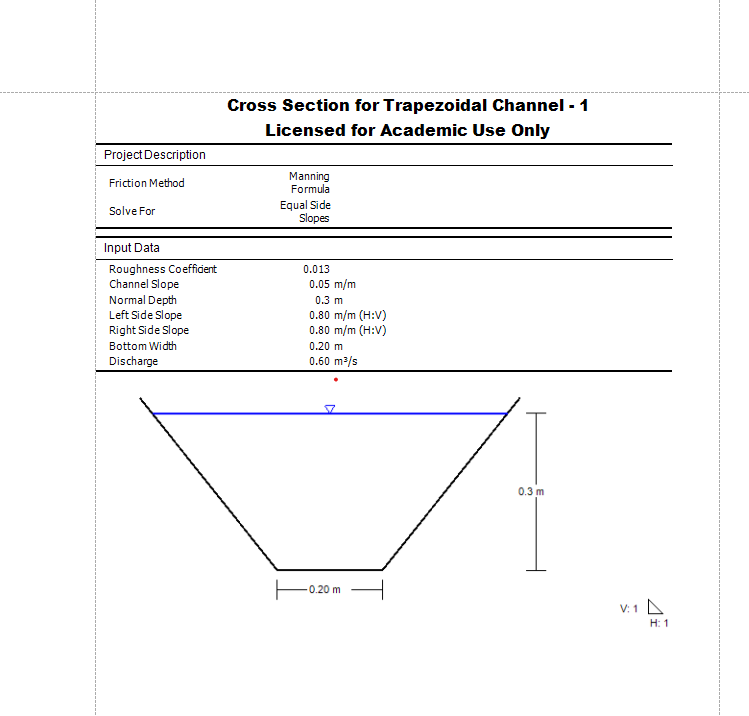 Cross Section for Trapezoidal Channel - 1
Licensed for Academic Use Only
Project Description
Friction Method Manning Formula
Solve For Equal Side Slopes
Input Data
Roughness Coefficient 0.013
Channel Slope 0.05 m/m
Normal Depth 0.3 m
Left Side Slope 0.80 m/m (H:V)
Right Side Slope 0.80 m/m (H:V)
Bottom Width 0.20 m
Discharge 0.60 m³/s
0.3 m
0.20 m
V: 1
H: 1